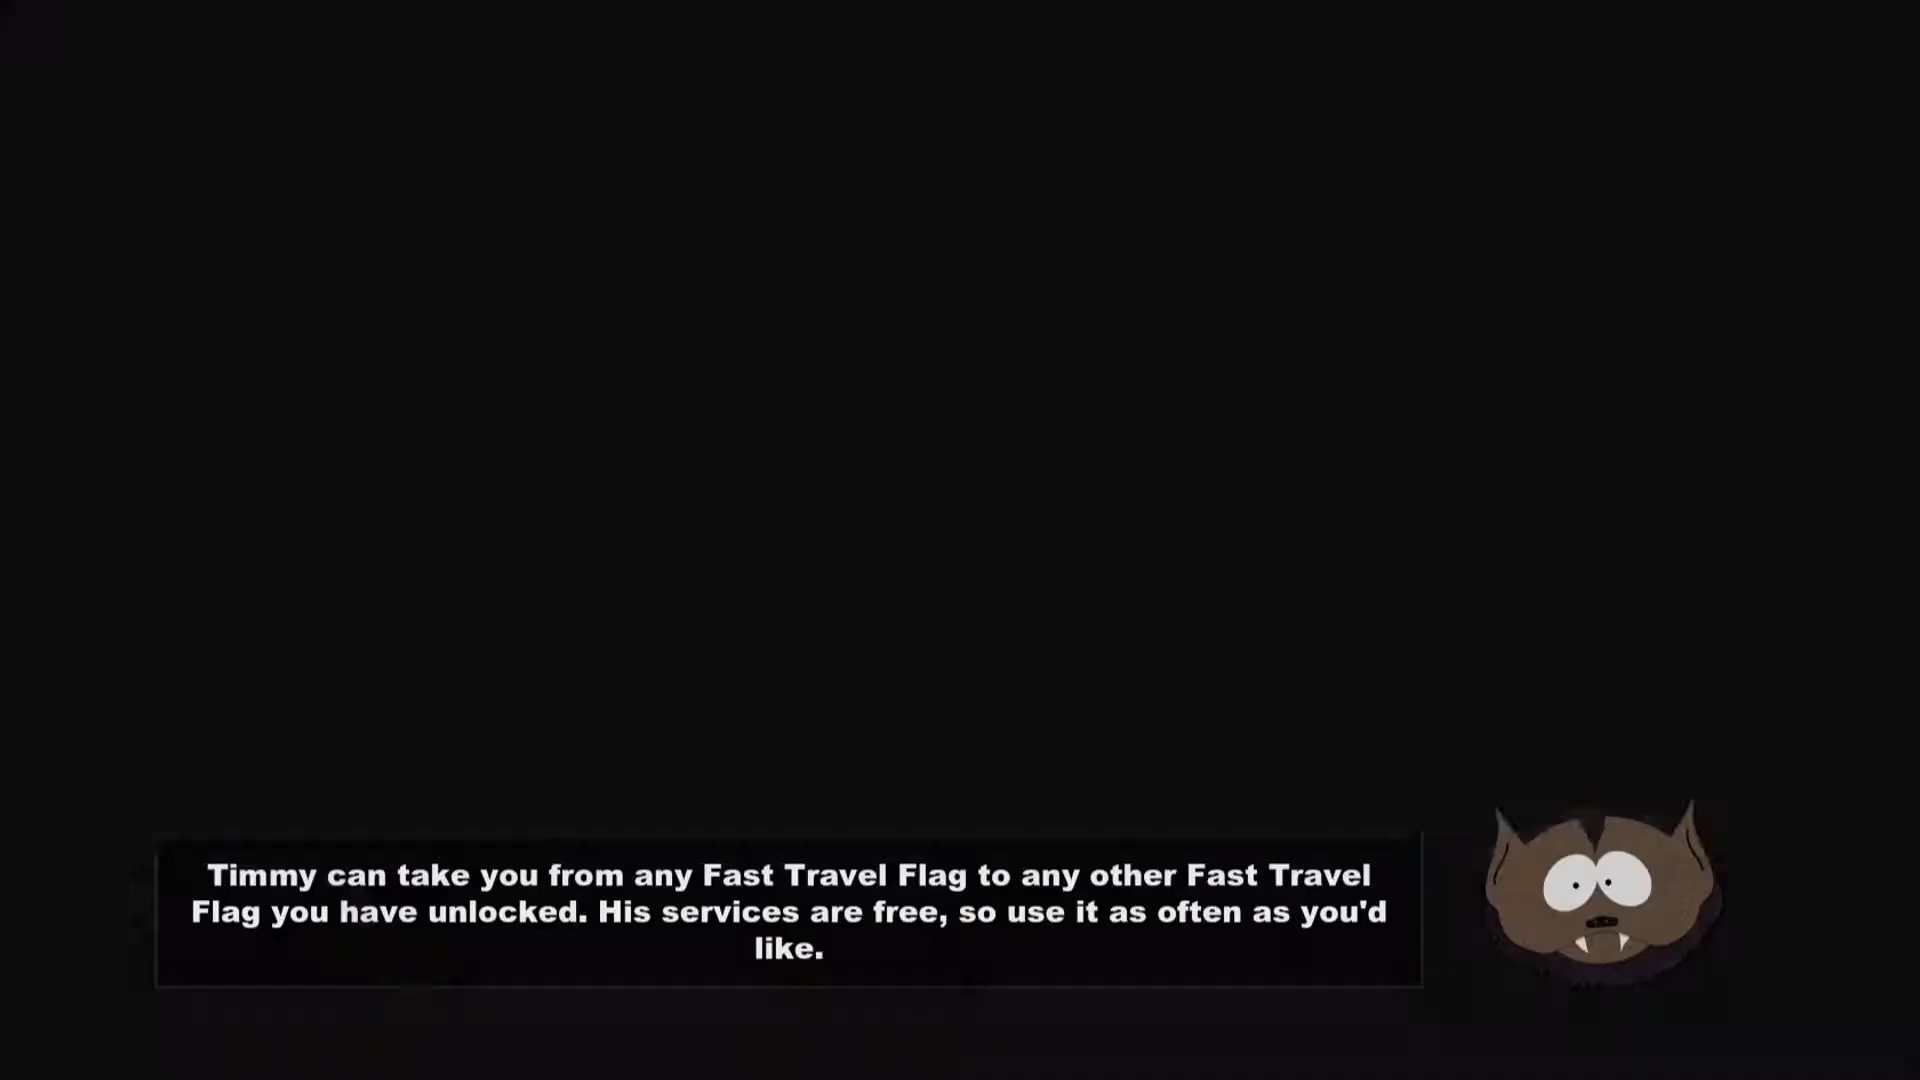 Timmy can take you from any Fast Travel Flag to any other Fast Travel
Flag you have unlocked. His services are free, so use it as often as you'd
like.